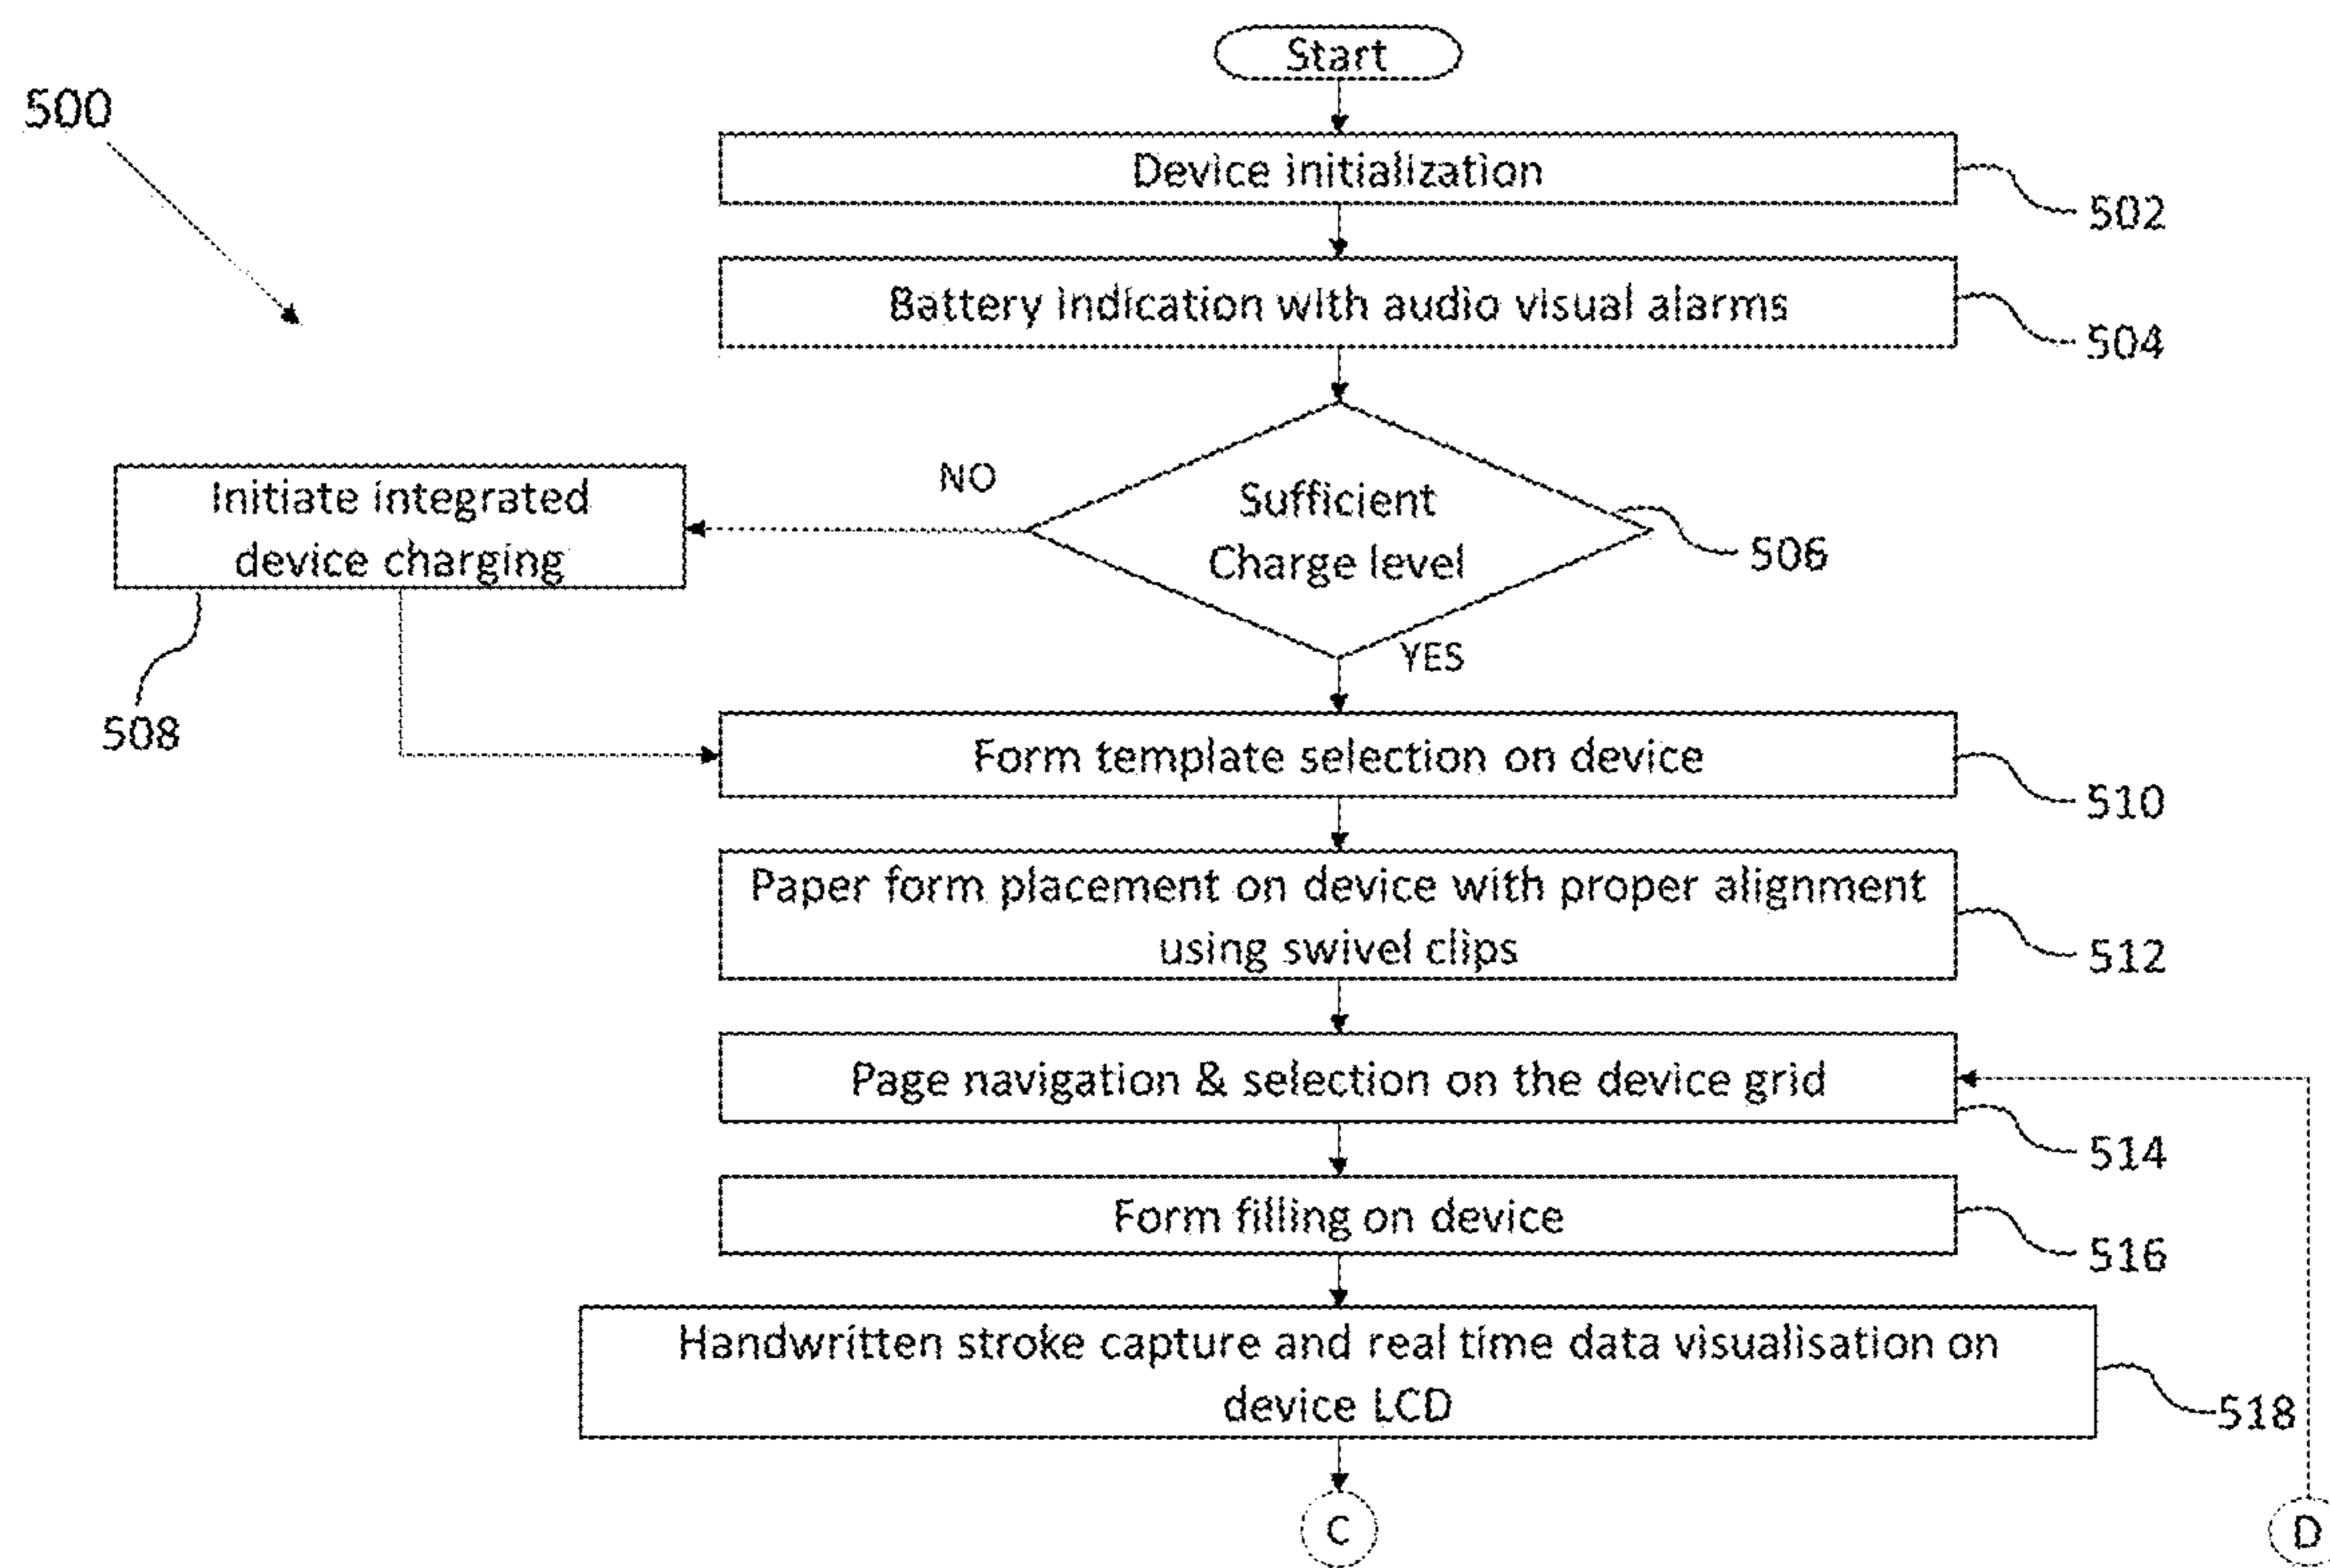 Start
500
Device initialization
502
Battery indication with audio visual alarms
504
NO
Initiate integrated
device charging
Sufficient
Charge level
506
YES
508
Form template selection on device
510
Paper form placement on device with proper alignment
using swivel clips
512
Page navigation & selection on the device grid
514
Form filling on device
516
Handwritten stroke capture and real time data visualisation on
device LCD
518
C
D